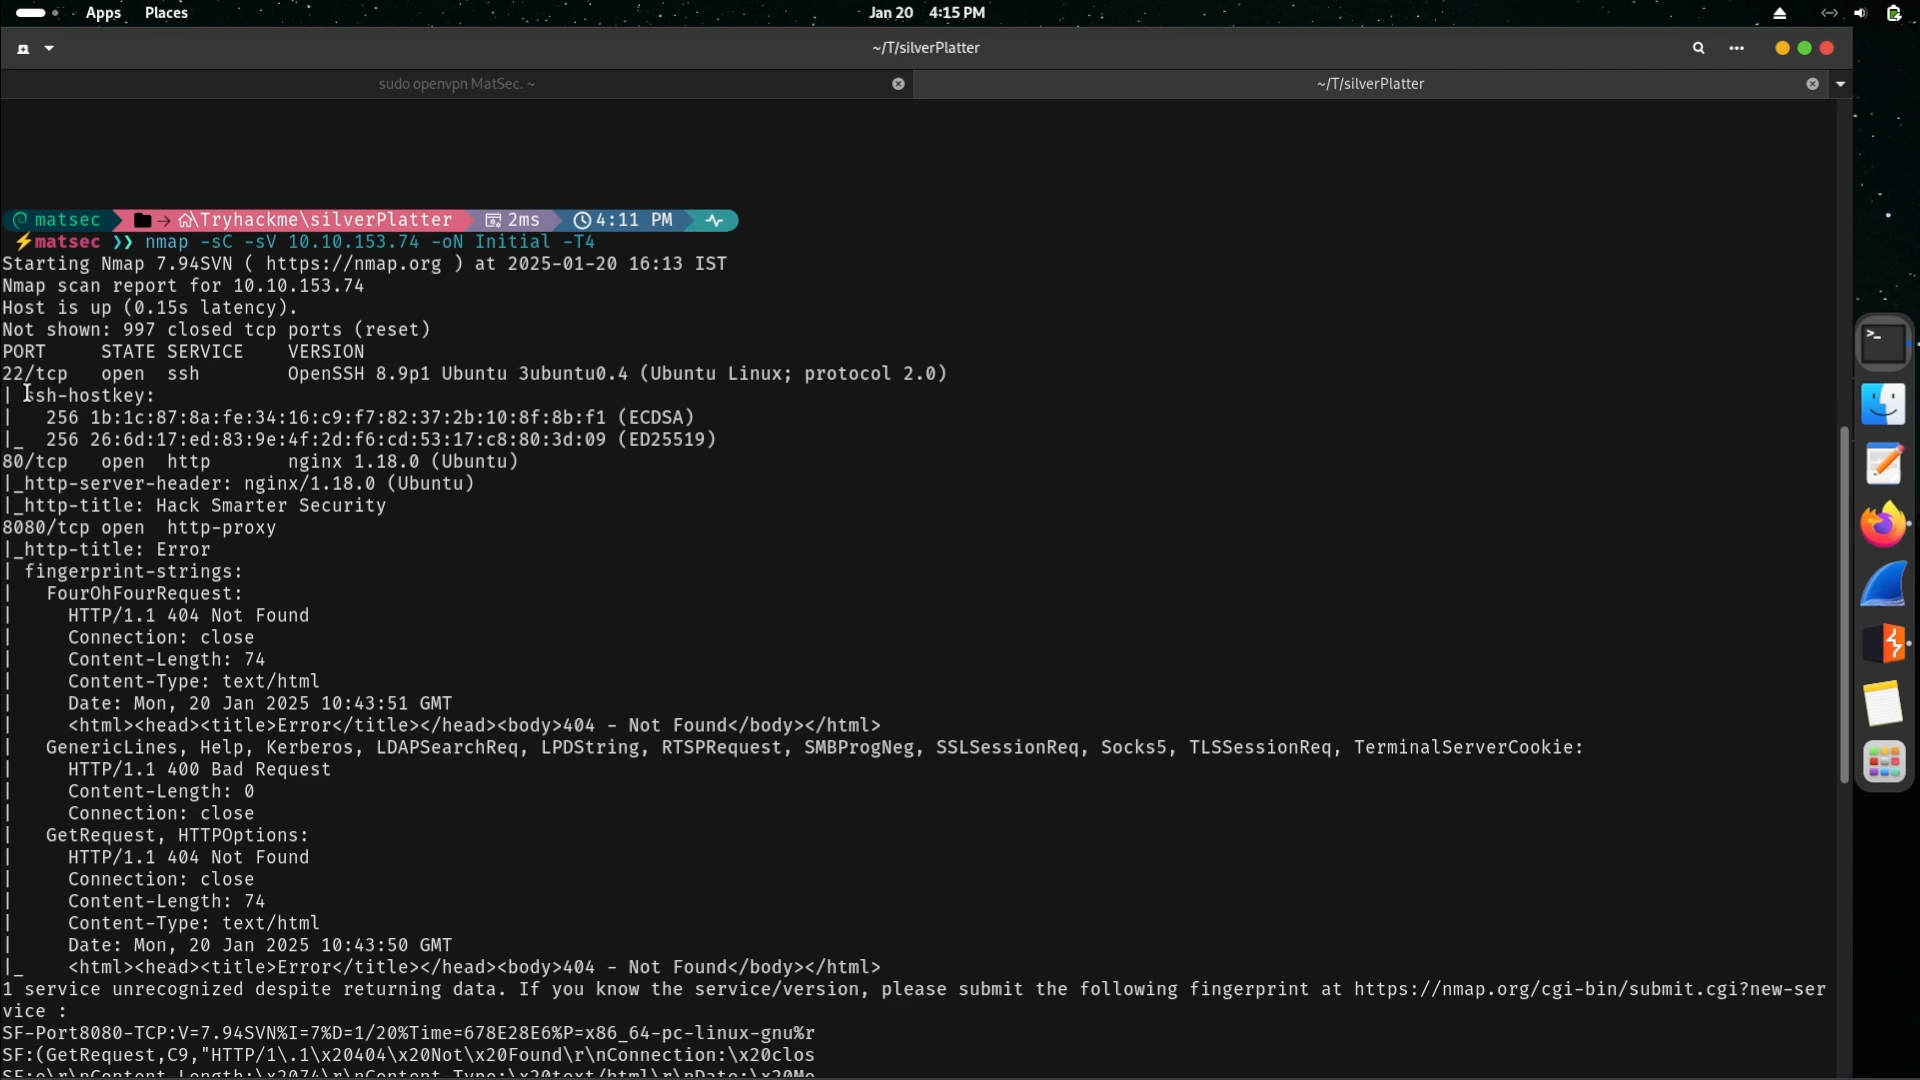 Apps Places Jan 20 4:15 PM
~/T/silverPlatter
sudo openvpn MatSec. ~ ~/T/silverPlatter
matsec → \Tryhackme\silverPlatter 2ms 4:11 PM
⚡matsec ❯❯ nmap -sC -sV 10.10.153.74 -oN Initial -T4
Starting Nmap 7.94SVN ( https://nmap.org ) at 2025-01-20 16:13 IST
Nmap scan report for 10.10.153.74
Host is up (0.15s latency).
Not shown: 997 closed tcp ports (reset)
PORT     STATE SERVICE    VERSION
22/tcp   open  ssh        OpenSSH 8.9p1 Ubuntu 3ubuntu0.4 (Ubuntu Linux; protocol 2.0)
| ssh-hostkey:
|   256 1b:1c:87:8a:fe:34:16:c9:f7:82:37:2b:10:8f:8b:f1 (ECDSA)
|_  256 26:6d:17:ed:83:9e:4f:2d:f6:cd:53:17:c8:80:3d:09 (ED25519)
80/tcp   open  http       nginx 1.18.0 (Ubuntu)
|_http-server-header: nginx/1.18.0 (Ubuntu)
|_http-title: Hack Smarter Security
8080/tcp open  http-proxy
|_http-title: Error
| fingerprint-strings:
|   FourOhFourRequest:
|     HTTP/1.1 404 Not Found
|     Connection: close
|     Content-Length: 74
|     Content-Type: text/html
|     Date: Mon, 20 Jan 2025 10:43:51 GMT
|     <html><head><title>Error</title></head><body>404 - Not Found</body></html>
|   GenericLines, Help, Kerberos, LDAPSearchReq, LPDString, RTSPRequest, SMBProgNeg, SSLSessionReq, Socks5, TLSSessionReq, TerminalServerCookie:
|     HTTP/1.1 400 Bad Request
|     Content-Length: 0
|     Connection: close
|   GetRequest, HTTPOptions:
|     HTTP/1.1 404 Not Found
|     Connection: close
|     Content-Length: 74
|     Content-Type: text/html
|     Date: Mon, 20 Jan 2025 10:43:50 GMT
|_    <html><head><title>Error</title></head><body>404 - Not Found</body></html>
1 service unrecognized despite returning data. If you know the service/version, please submit the following fingerprint at https://nmap.org/cgi-bin/submit.cgi?new-ser
vice :
SF-Port8080-TCP:V=7.94SVN%I=7%D=1/20%Time=678E28E6%P=x86_64-pc-linux-gnu%r
SF:(GetRequest,C9,"HTTP/1\.1\x20404\x20Not\x20Found\r\nConnection:\x20clos
SF:e\r\nContent-Length:\x2074\r\nContent-Type:\x20text/html\r\nDate:\x20Mo